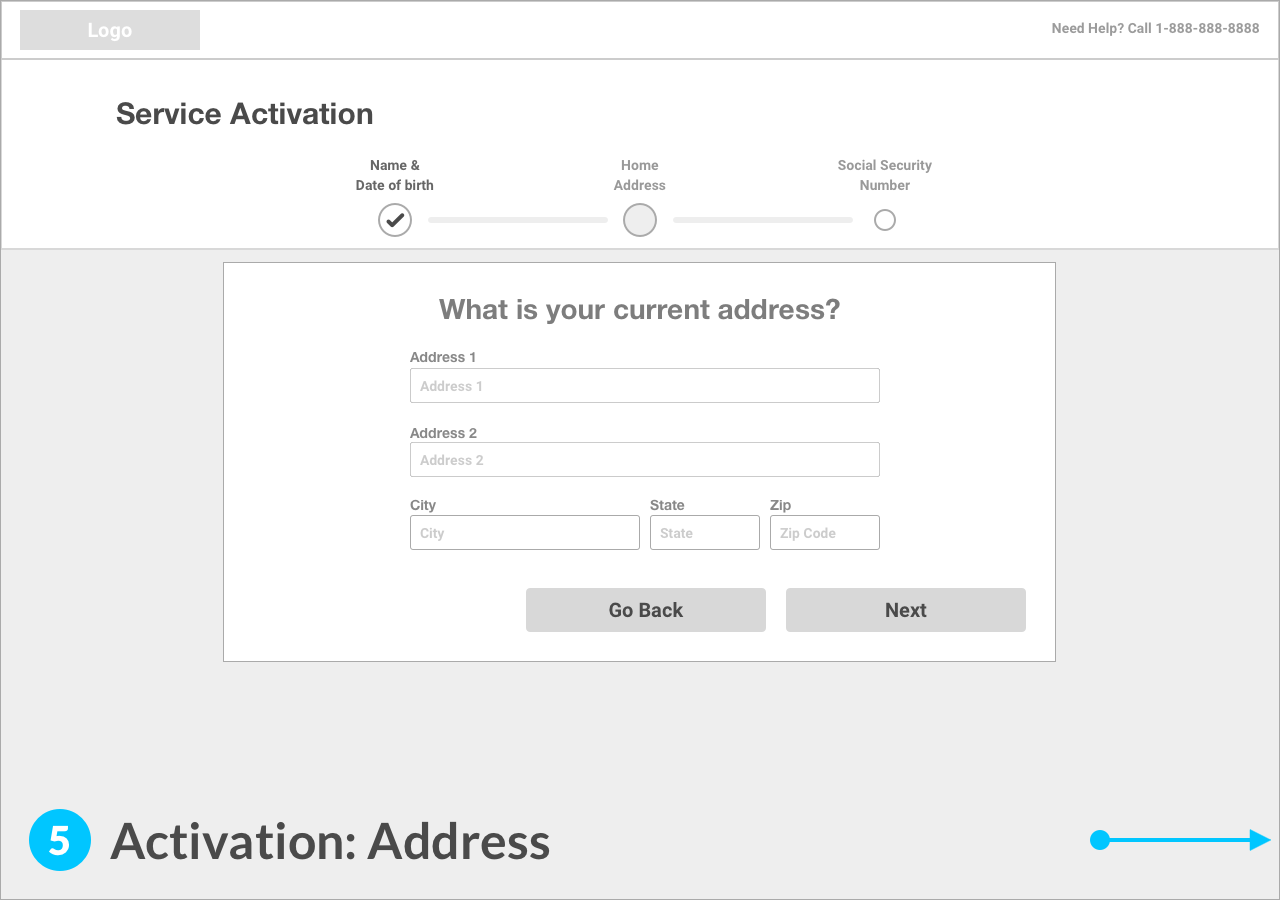 Logo
Need Help? Call 1-888-888-8888
Service Activation
Name &
Date of birth
Home
Address
Social Security
Number
What is your current address?
Address 1
Address 1
Address 2
Address 2
City State Zip
City State Zip Code
Go Back Next
5 Activation: Address